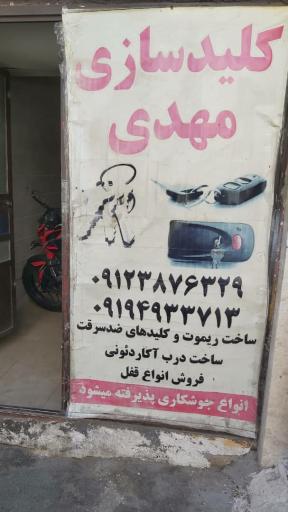 کلیدسازی
مهدی
۰۹۱۲۳۸۷۶۳۲۹
۰۹۱۹۴۹۳۳۷۱۳
ساخت ریموت و کلیدهای ضدسرقت
ساخت درب آکاردئونی
فروش انواع قفل
انواع جوشکاری پذیرفته میشود